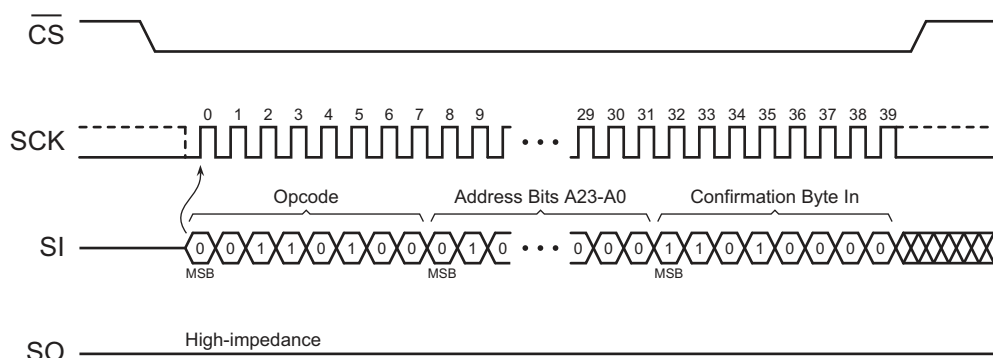 CS
0 1 2 3 4 5 6 7 8 9 29 30 31 32 33 34 35 36 37 38 39
SCK • • •
Opcode Address Bits A23-A0 Confirmation Byte In
SI 0 0 1 1 0 1 0 0 0 1 0 • • • 0 0 0 1 1 0 1 0 0 0 0
MSB MSB MSB
High-impedance
SO